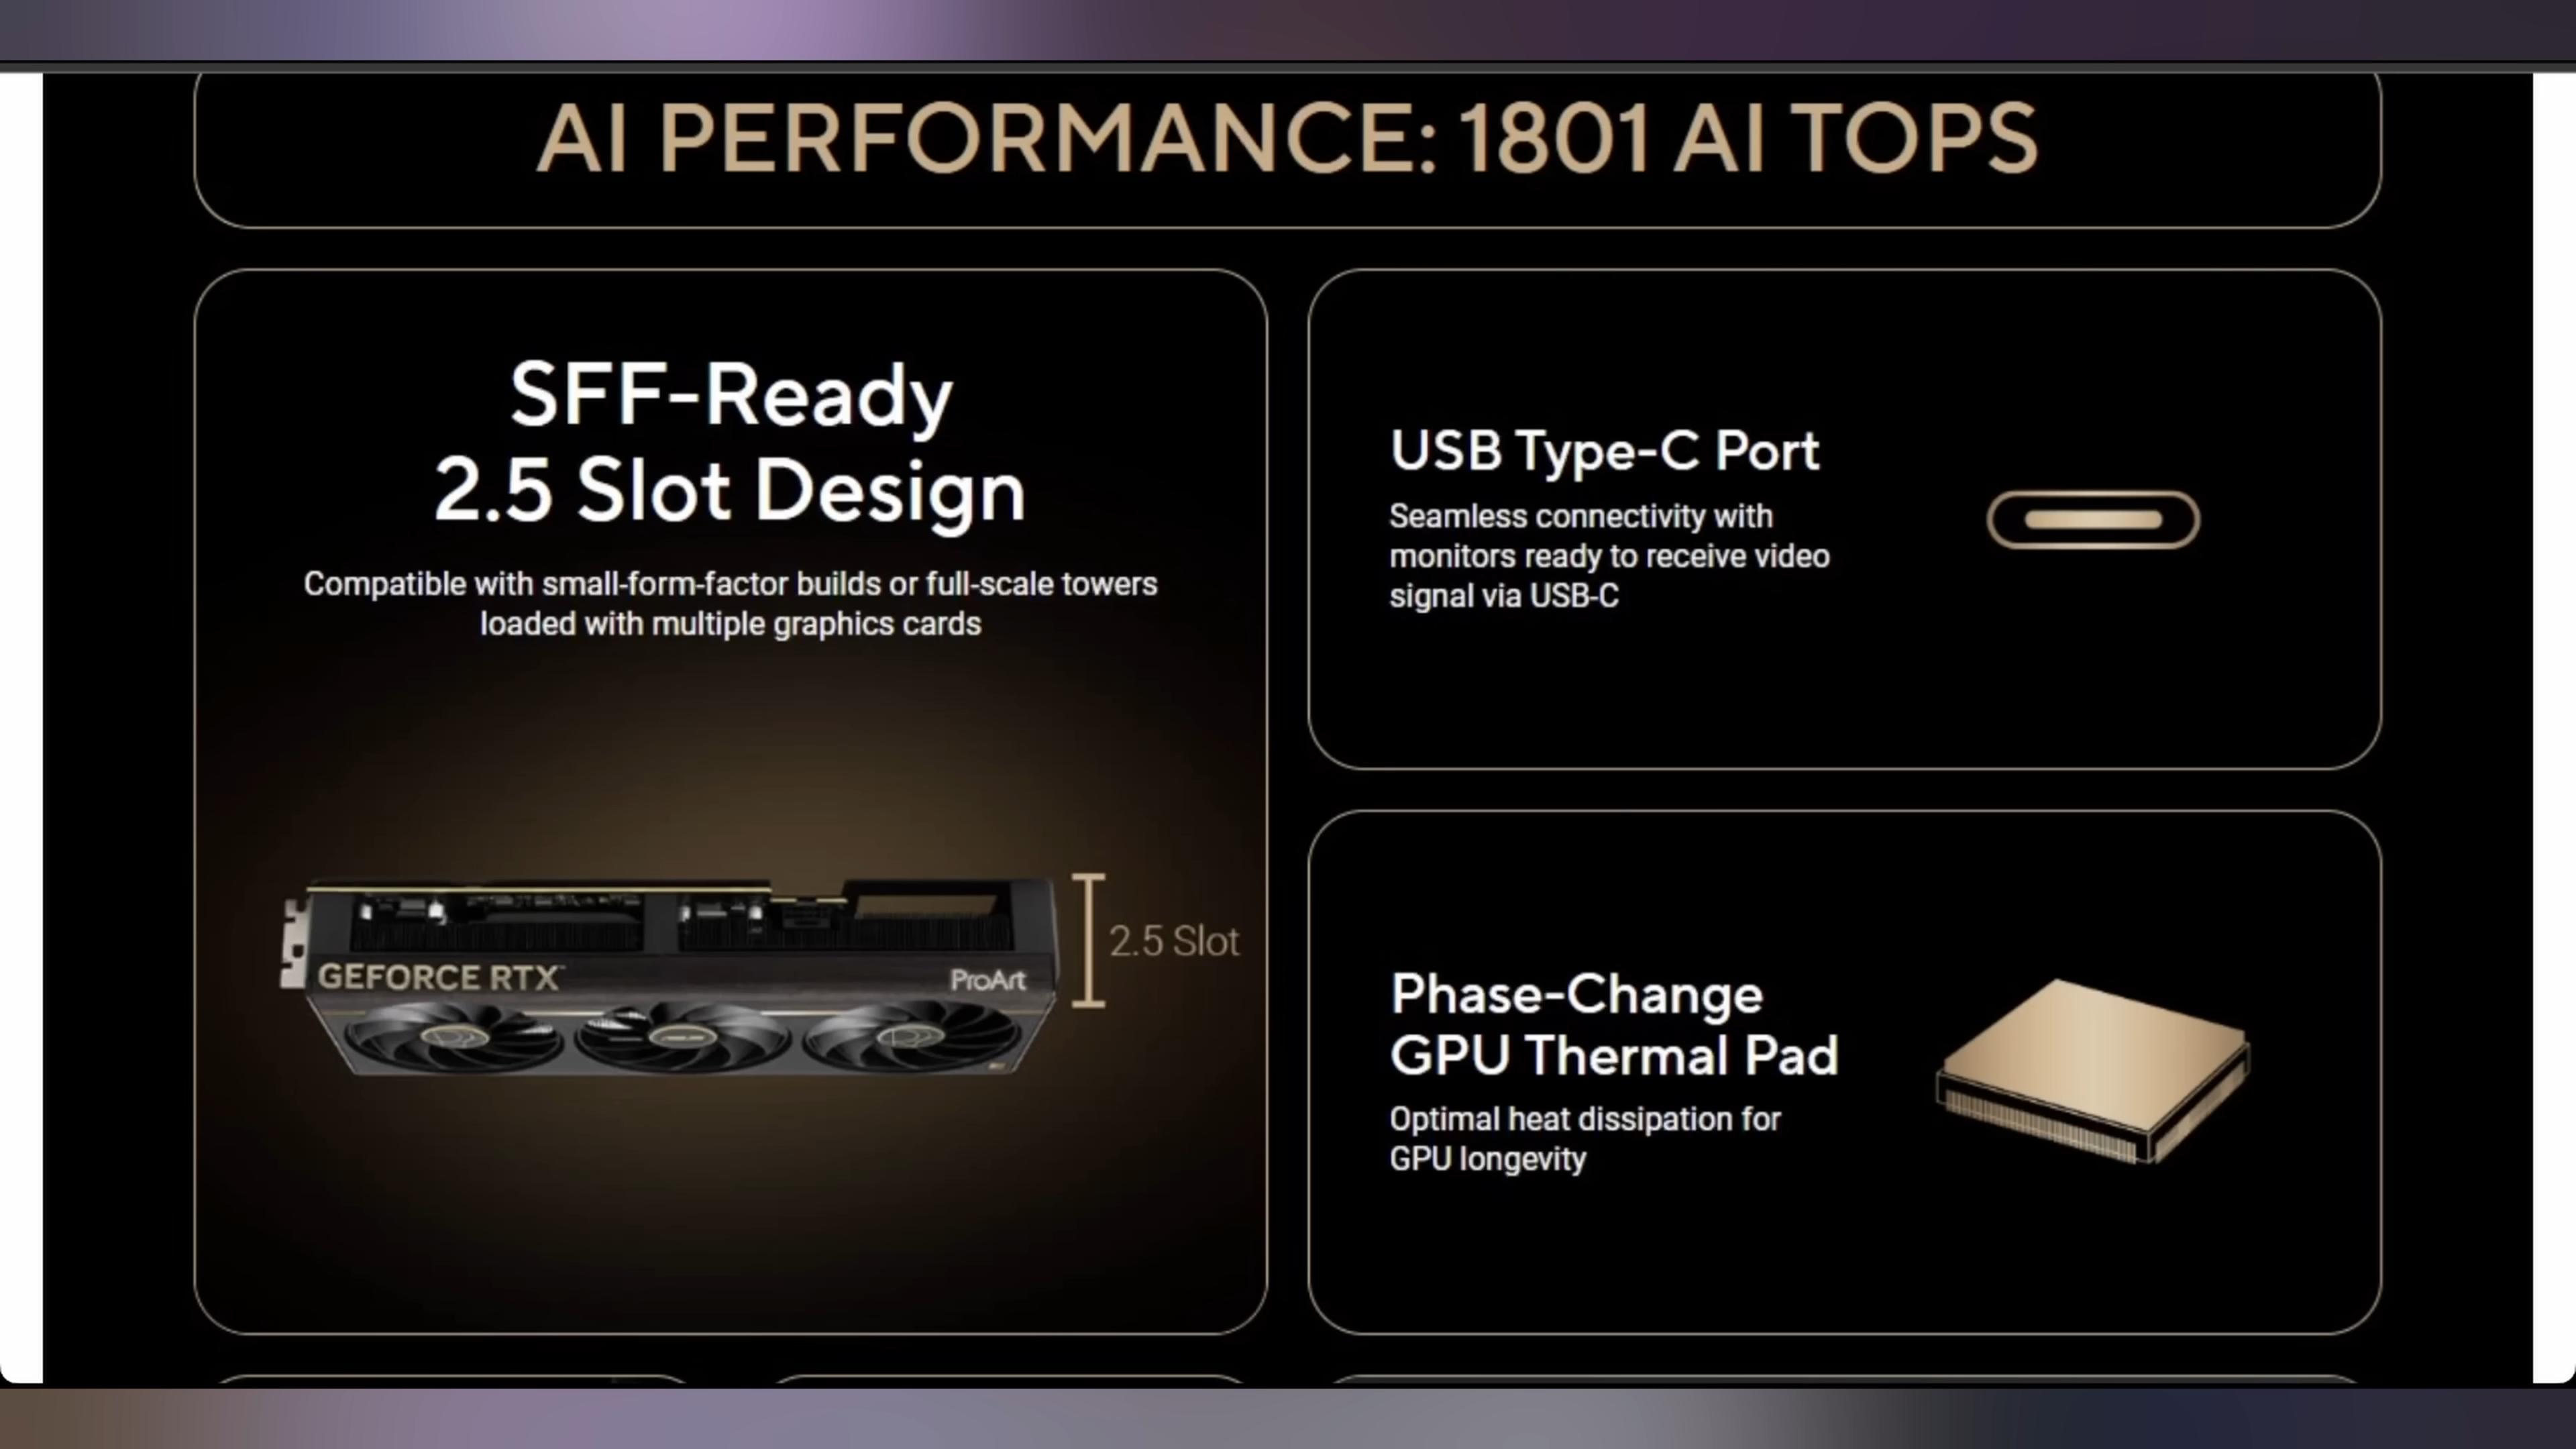 AI PERFORMANCE: 1801 AI TOPS
SFF-Ready
2.5 Slot Design
Compatible with small-form-factor builds or full-scale towers
loaded with multiple graphics cards
GEFORCE RTX™
ProArt
2.5 Slot
USB Type-C Port
Seamless connectivity with
monitors ready to receive video
signal via USB-C
Phase-Change
GPU Thermal Pad
Optimal heat dissipation for
GPU longevity